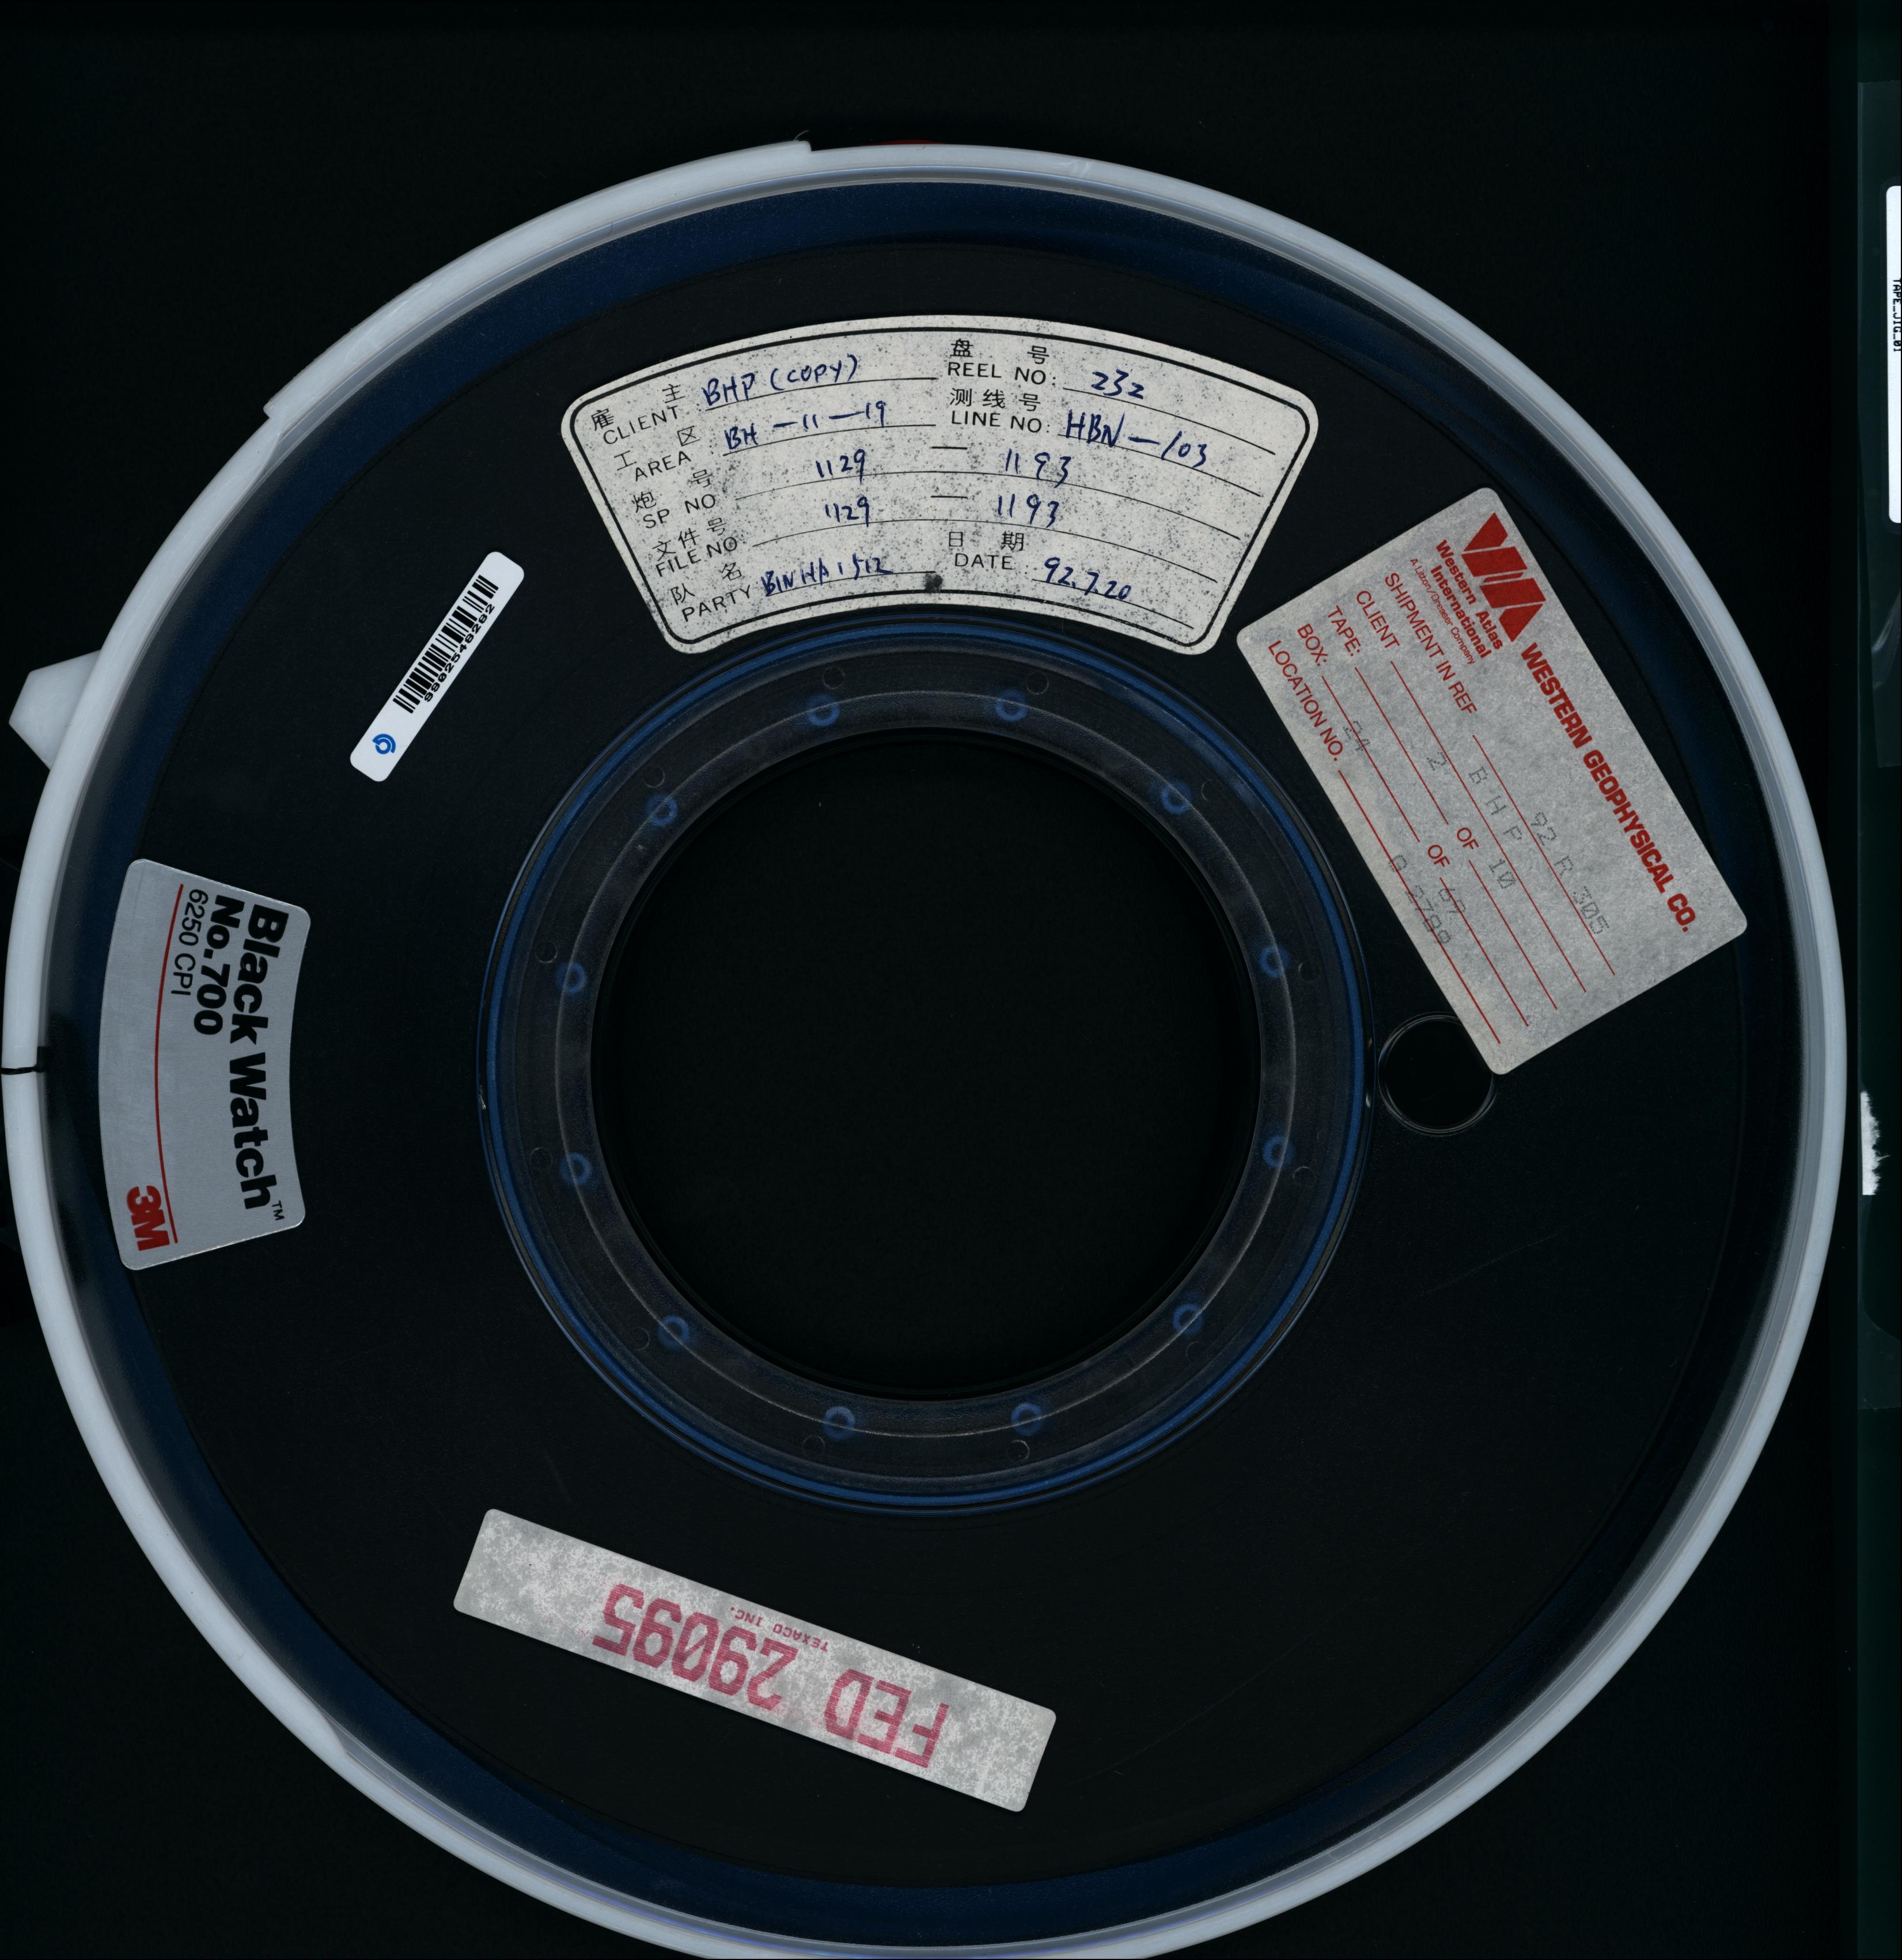 雇 主 CLIENT: BHP (COPY)
盘 号 REEL NO: 232
工 区 AREA: BH-11-19
测线号 LINE NO: HBN-103
炮 号 SP NO 1129 — 1193
文件号 FILE NO: 1129 — 1193
队 名 PARTY BINHAI 512
日 期 DATE: 92.7.20
Western Atlas
International
A Litton/Dresser Company
WESTERN GEOPHYSICAL CO.
SHIPMENT IN REF 92 R 305
CLIENT BHP
TAPE: 2 OF 10
BOX: 34 OF 67
LOCATION NO.
Black Watch™
No. 700
6250 CPI
3M
TEXACO INC.
FED 29095